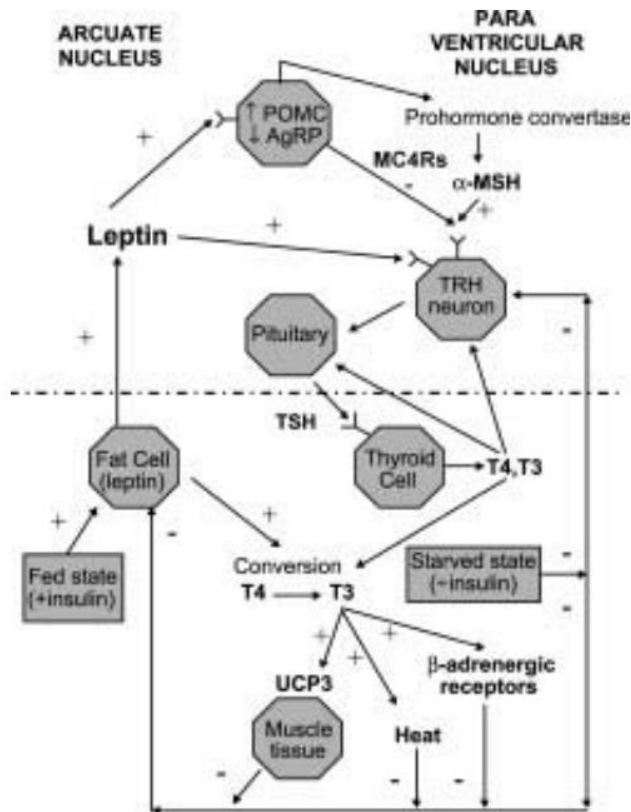 ARCUATE
NUCLEUS
PARA
VENTRICULAR
NUCLEUS
↑ POMC
↓ AgRP
+
Prohormone convertase
MC4Rs
-
α-MSH
+
Leptin
+
TRH
neuron
+
Pituitary
-
TSH
Fat Cell
(leptin)
Thyroid
Cell
T4,T3
+
-
+
Fed state
(+insulin)
Conversion
T4
T3
Starved state
(-insulin)
-
-
+
+
+
UCP3
β-adrenergic
receptors
Muscle
tissue
Heat
-
-
-